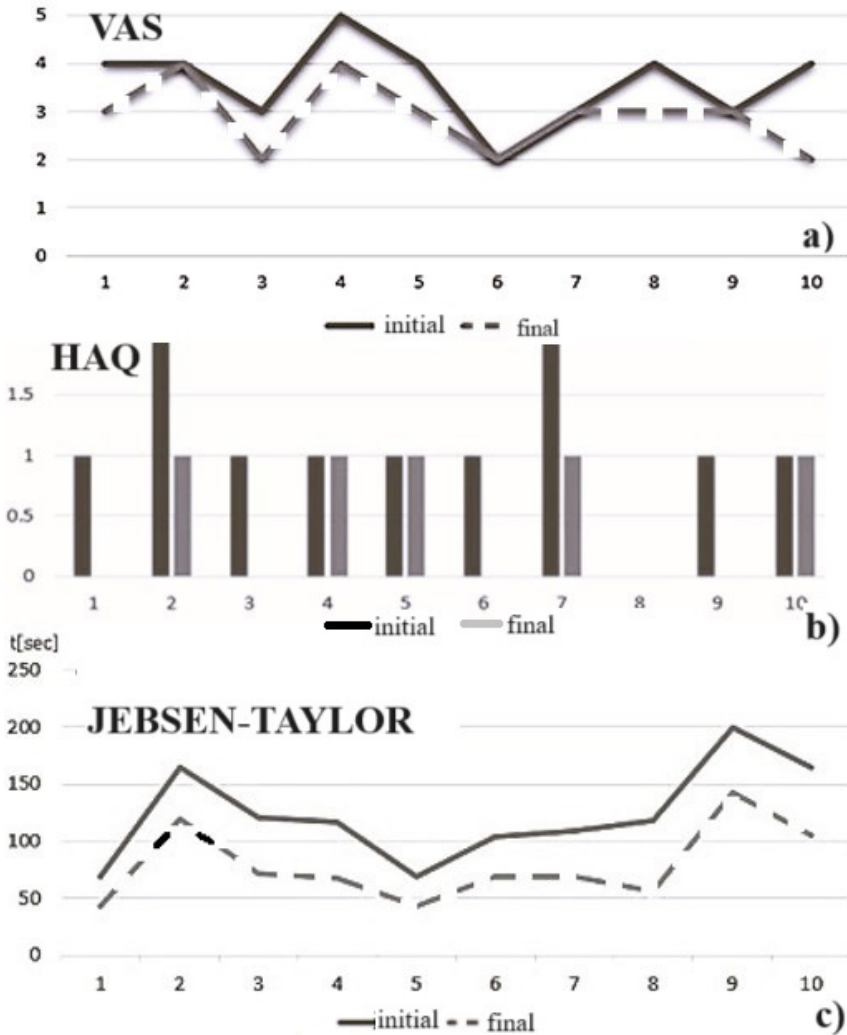 5
VAS
4
3
2
1
0
a)
1 2 3 4 5 6 7 8 9 10
initial final
HAQ
1.5
1
0.5
0
1 2 3 4 5 6 7 8 9 10
initial final
b)
t[sec]
250
JEBSEN-TAYLOR
200
150
100
50
0
1 2 3 4 5 6 7 8 9 10
initial final
c)